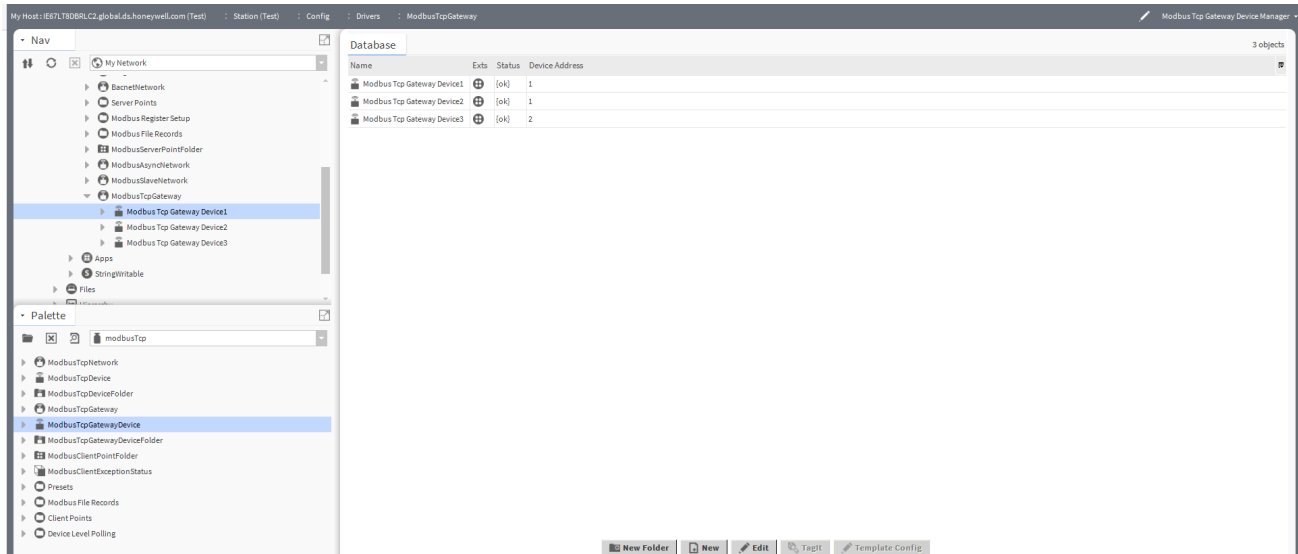 My Host : IE67LT8DBRLC2.global.ds.honeywell.com (Test) : Station (Test) : Config : Drivers : ModbusTcpGateway Modbus Tcp Gateway Device Manager
Nav
My Network
BacnetNetwork
Server Points
Modbus Register Setup
Modbus File Records
ModbusServerPointFolder
ModbusAsyncNetwork
ModbusSlaveNetwork
ModbusTcpGateway
Modbus Tcp Gateway Device1
Modbus Tcp Gateway Device2
Modbus Tcp Gateway Device3
Apps
StringWritable
Files
Palette
modbusTcp
ModbusTcpNetwork
ModbusTcpDevice
ModbusTcpDeviceFolder
ModbusTcpGateway
ModbusTcpGatewayDevice
ModbusTcpGatewayDeviceFolder
ModbusClientPointFolder
ModbusClientExceptionStatus
Presets
Modbus File Records
Client Points
Device Level Polling
Database 3 objects
Name Exts Status Device Address
Modbus Tcp Gateway Device1 {ok} 1
Modbus Tcp Gateway Device2 {ok} 1
Modbus Tcp Gateway Device3 {ok} 2
New Folder New Edit TagIt Template Config